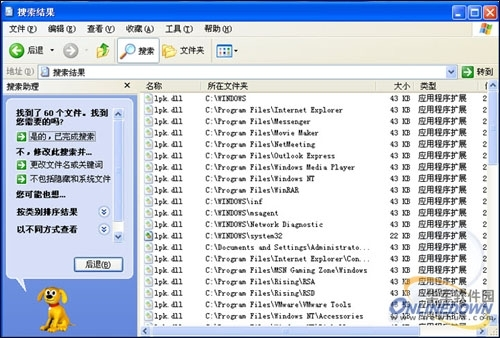 搜索结果
文件(F) 编辑(E) 查看(V) 收藏(A) 工具(T) 帮助(H)
后退 搜索 文件夹
地址(D) 搜索结果 转到
搜索助理
找到了 60 个文件。找到您需要的吗?
是的，已完成搜索
不，修改此搜索并...
更改文件名或关键词
不包括隐藏和系统文件
您可能也想...
按类别排序结果
以不同方式查看
后退(B)
名称 所在文件夹 大小 类型
lpk.dll C:\WINDOWS 43 KB 应用程序扩展 2
lpk.dll C:\Program Files\Internet Explorer 43 KB 应用程序扩展 2
lpk.dll C:\Program Files\Messenger 43 KB 应用程序扩展 2
lpk.dll C:\Program Files\Movie Maker 43 KB 应用程序扩展 2
lpk.dll C:\Program Files\NetMeeting 43 KB 应用程序扩展 2
lpk.dll C:\Program Files\Outlook Express 43 KB 应用程序扩展 2
lpk.dll C:\Program Files\Windows Media Player 43 KB 应用程序扩展 2
lpk.dll C:\Program Files\Windows NT 43 KB 应用程序扩展 2
lpk.dll C:\Program Files\WinRAR 43 KB 应用程序扩展 2
lpk.dll C:\WINDOWS\inf 43 KB 应用程序扩展 2
lpk.dll C:\WINDOWS\msagent 43 KB 应用程序扩展 2
lpk.dll C:\WINDOWS\Network Diagnostic 43 KB 应用程序扩展 2
lpk.dll C:\WINDOWS\system32 22 KB 应用程序扩展 2
lpk.dll C:\Documents and Settings\Administrato... 43 KB 应用程序扩展 2
lpk.dll C:\Program Files\Internet Explorer\Con... 43 KB 应用程序扩展 2
lpk.dll C:\Program Files\MSN Gaming Zone\Windows 43 KB 应用程序扩展 2
lpk.dll C:\Program Files\Rising\RSA 43 KB 应用程序扩展 2
lpk.dll C:\Program Files\Rising\RSD 43 KB 应用程序扩展
lpk.dll C:\Program Files\VMware\VMware Tools 43 KB 应用程序扩展
lpk.dll C:\Program Files\Windows NT\Accessories 43 KB
ONLINEDOWN